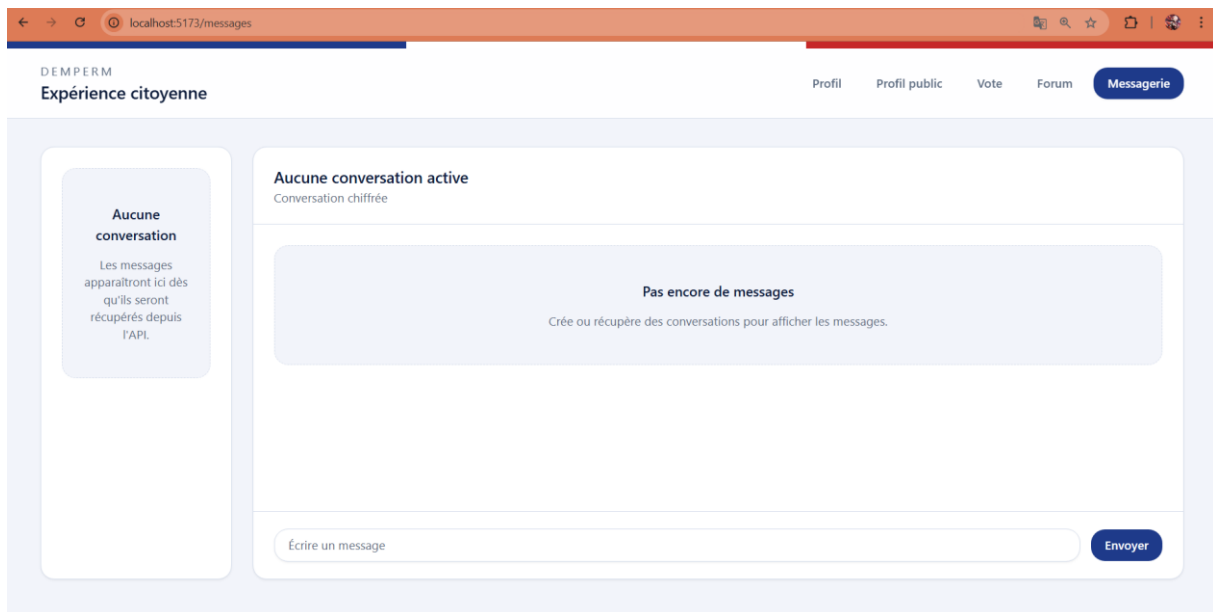 localhost:5173/messages
DEMPERM
Expérience citoyenne
Profil
Profil public
Vote
Forum
Messagerie
Aucune
conversation
Les messages
apparaîtront ici dès
qu'ils seront
récupérés depuis
l'API.
Aucune conversation active
Conversation chiffrée
Pas encore de messages
Crée ou récupère des conversations pour afficher les messages.
Écrire un message
Envoyer